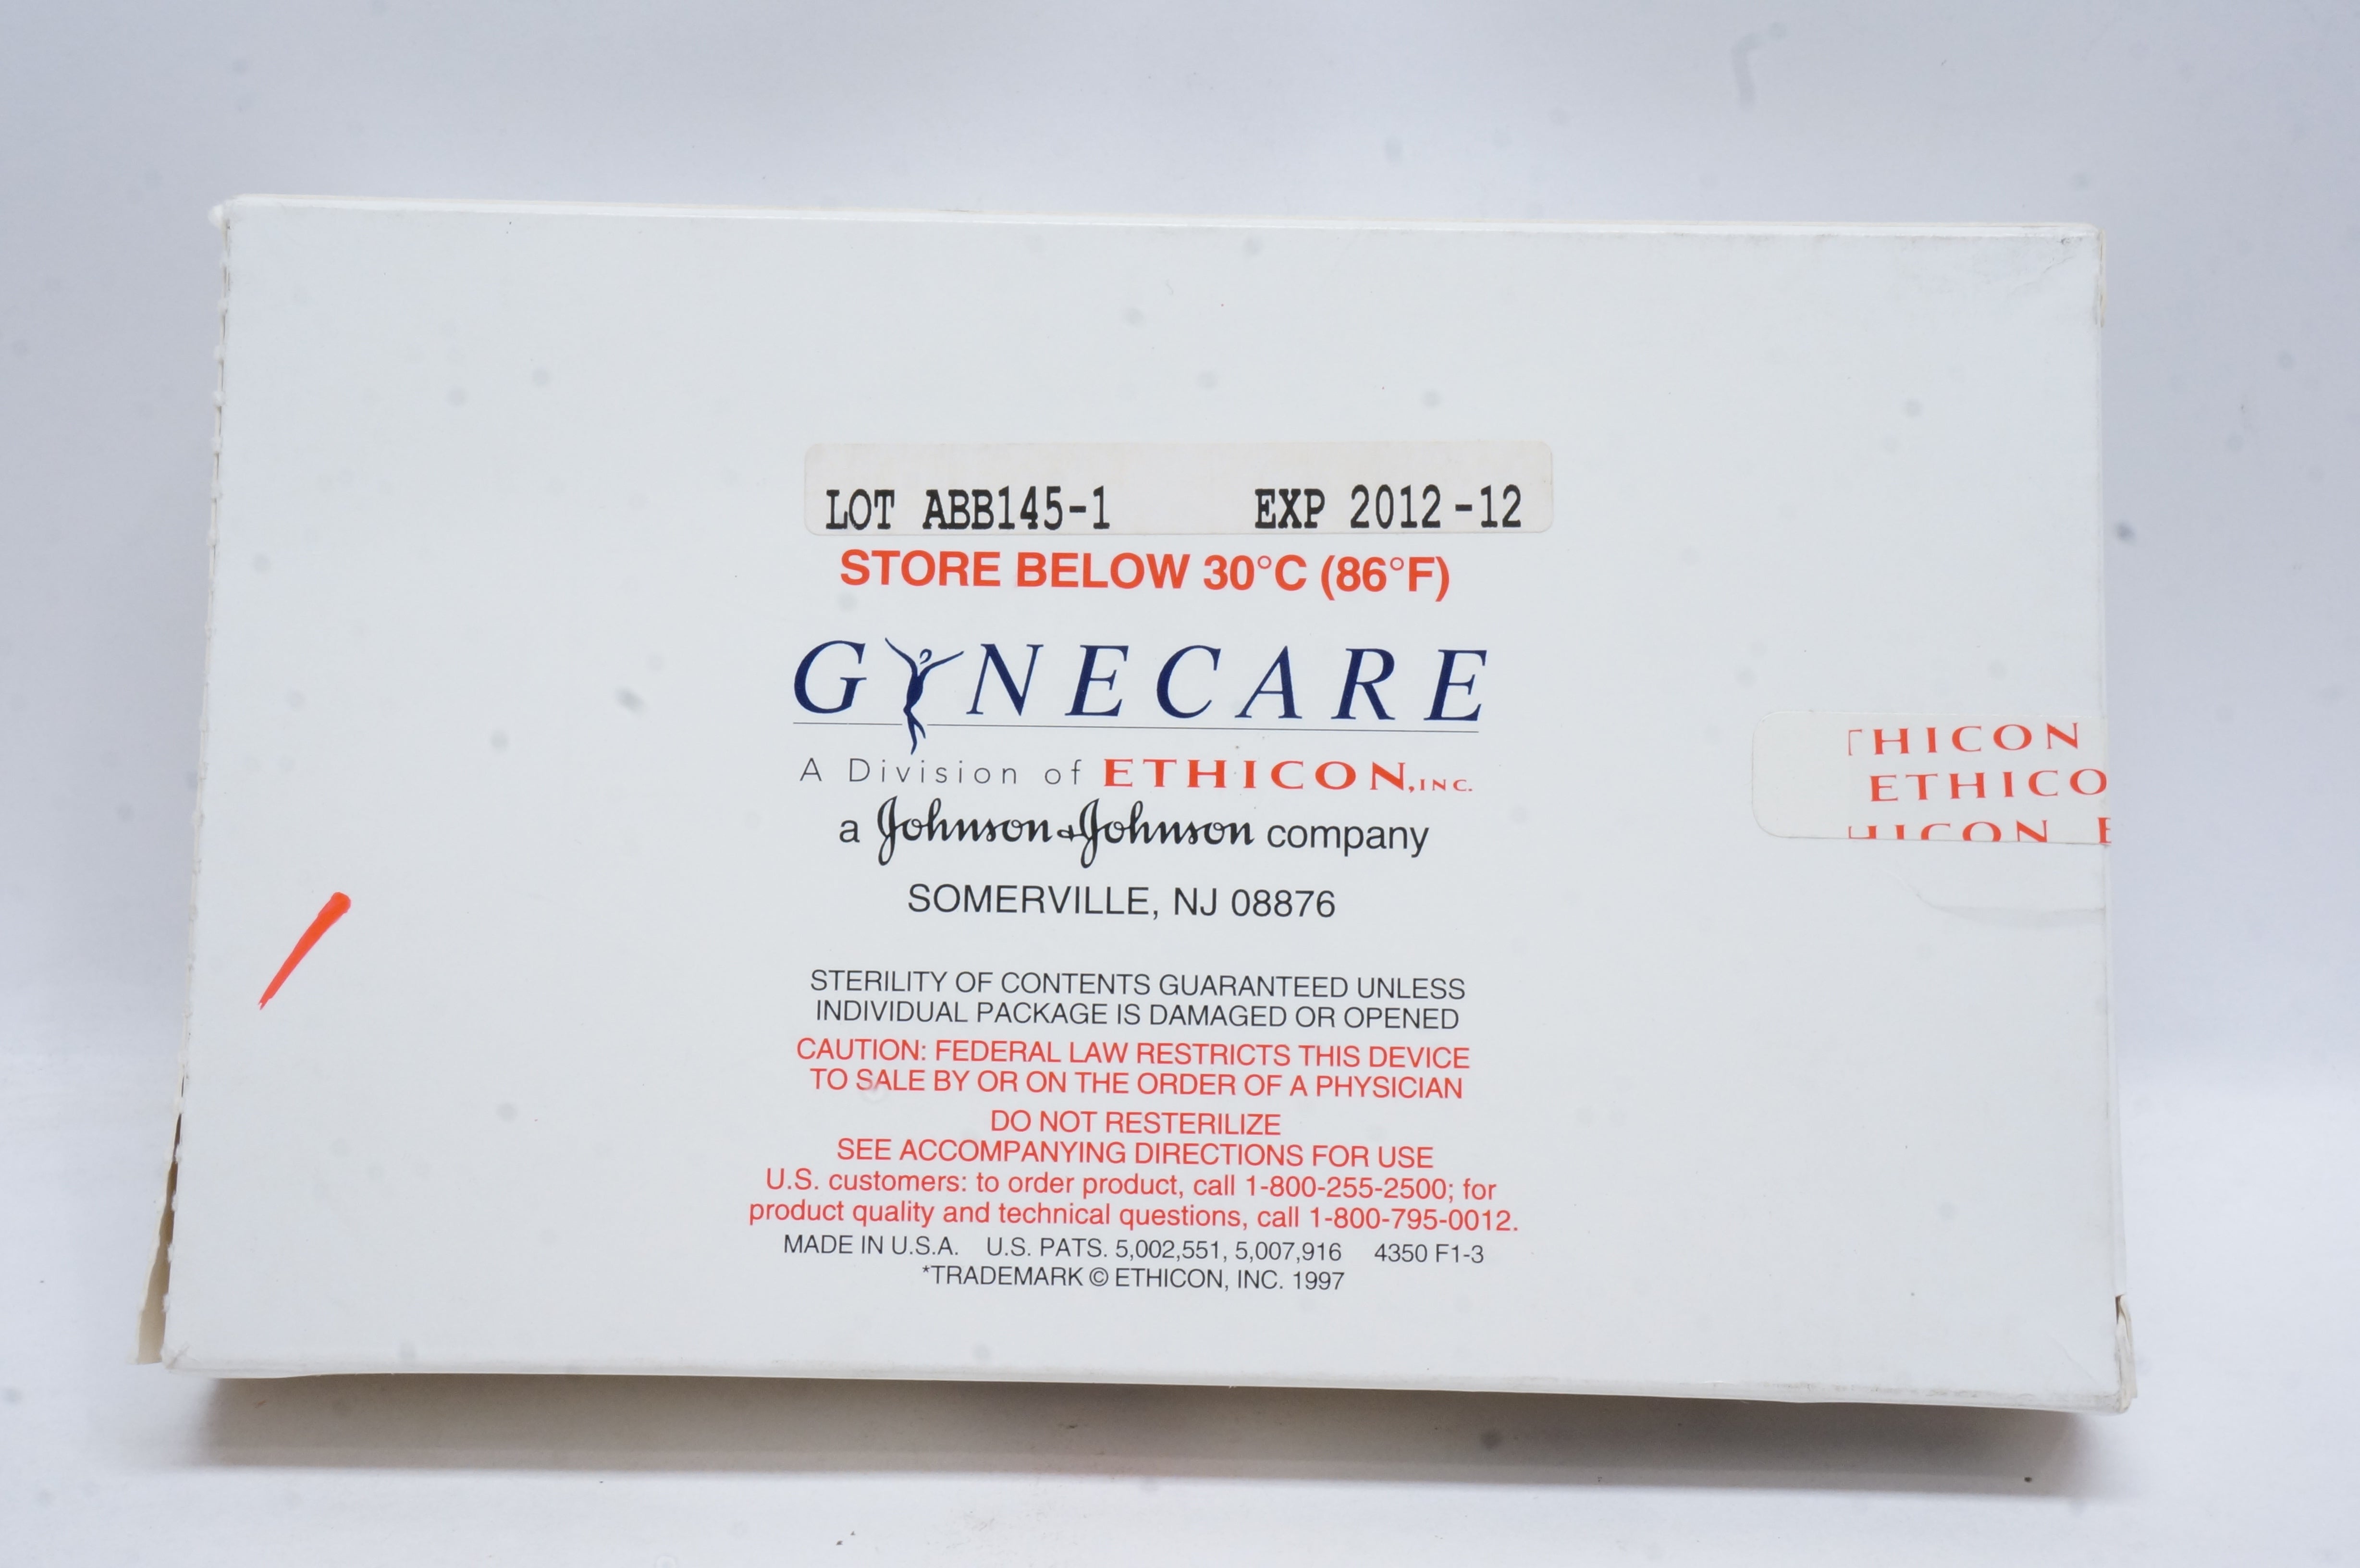 LOT ABB145-1 EXP 2012-12
STORE BELOW 30°C (86°F)
GYNECARE
A Division of ETHICON, INC.
a Johnson & Johnson company
SOMERVILLE, NJ 08876
STERILITY OF CONTENTS GUARANTEED UNLESS
INDIVIDUAL PACKAGE IS DAMAGED OR OPENED
CAUTION: FEDERAL LAW RESTRICTS THIS DEVICE
TO SALE BY OR ON THE ORDER OF A PHYSICIAN
DO NOT RESTERILIZE
SEE ACCOMPANYING DIRECTIONS FOR USE
U.S. customers: to order product, call 1-800-255-2500; for
product quality and technical questions, call 1-800-795-0012.
MADE IN U.S.A. U.S. PATS. 5,002,551, 5,007,916 4350 F1-3
*TRADEMARK © ETHICON, INC. 1997
THICON
ETHICO
HICON E